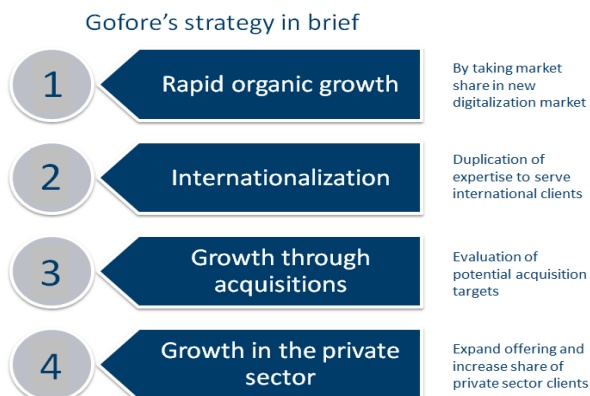 Gofore's strategy in brief
1
Rapid organic growth
By taking market
share in new
digitalization market
2
Internationalization
Duplication of
expertise to serve
international clients
3
Growth through
acquisitions
Evaluation of
potential acquisition
targets
4
Growth in the private
sector
Expand offering and
increase share of
private sector clients